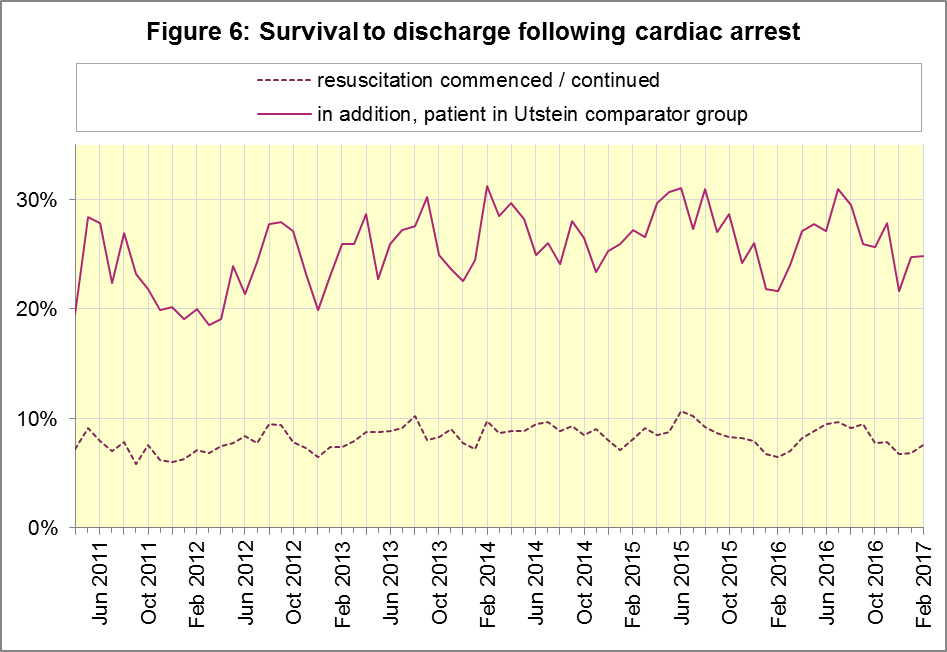 Figure 6: Survival to discharge following cardiac arrest
resuscitation commenced / continued
in addition, patient in Utstein comparator group
30%
20%
10%
0%
Jun 2011
Oct 2011
Feb 2012
Jun 2012
Oct 2012
Feb 2013
Jun 2013
Oct 2013
Feb 2014
Jun 2014
Oct 2014
Feb 2015
Jun 2015
Oct 2015
Feb 2016
Jun 2016
Oct 2016
Feb 2017